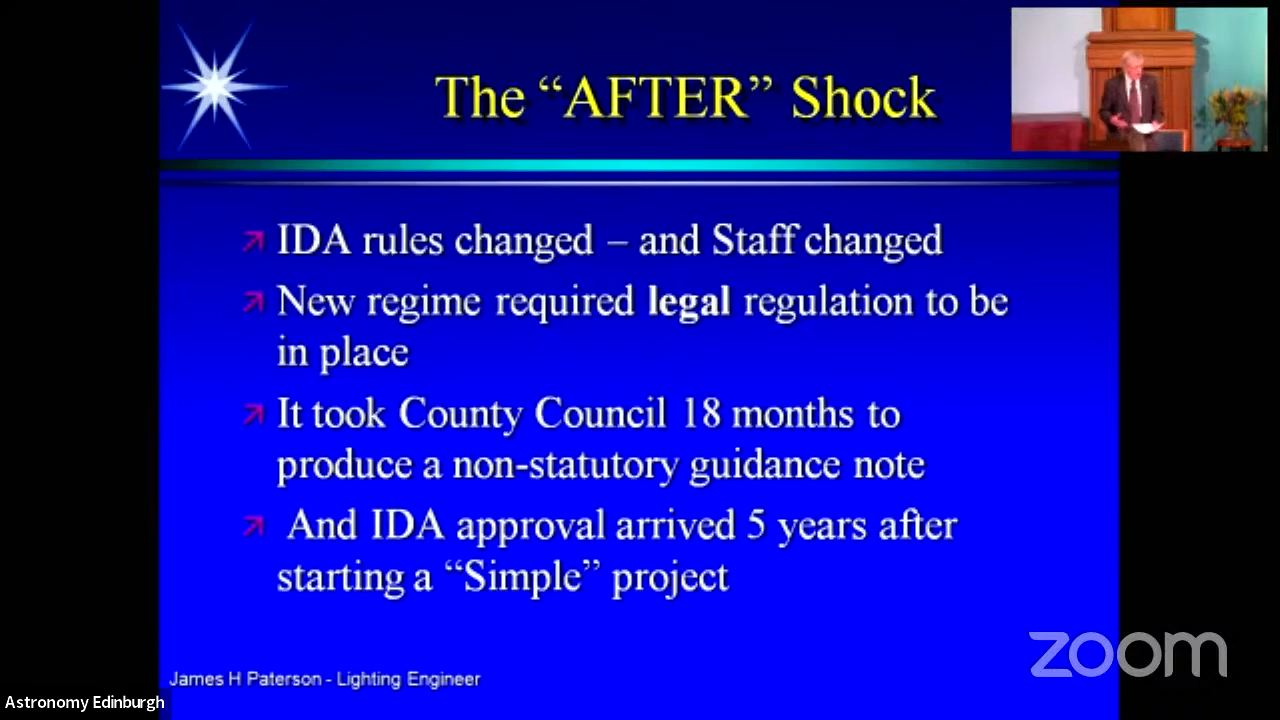 The “AFTER” Shock
IDA rules changed – and Staff changed
New regime required legal regulation to be
in place
It took County Council 18 months to
produce a non-statutory guidance note
And IDA approval arrived 5 years after
starting a “Simple” project
James H Paterson - Lighting Engineer
Astronomy Edinburgh
zoom